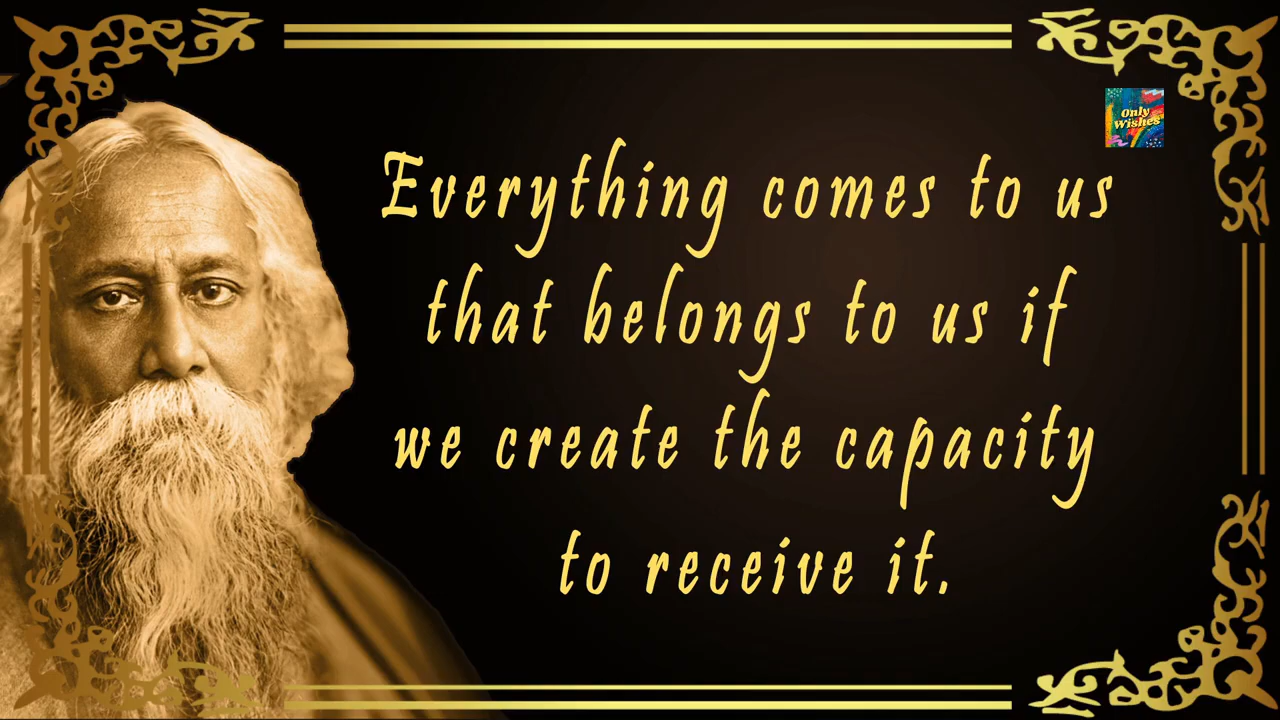 Only
Wishes
Everything comes to us
that belongs to us if
we create the capacity
to receive it.